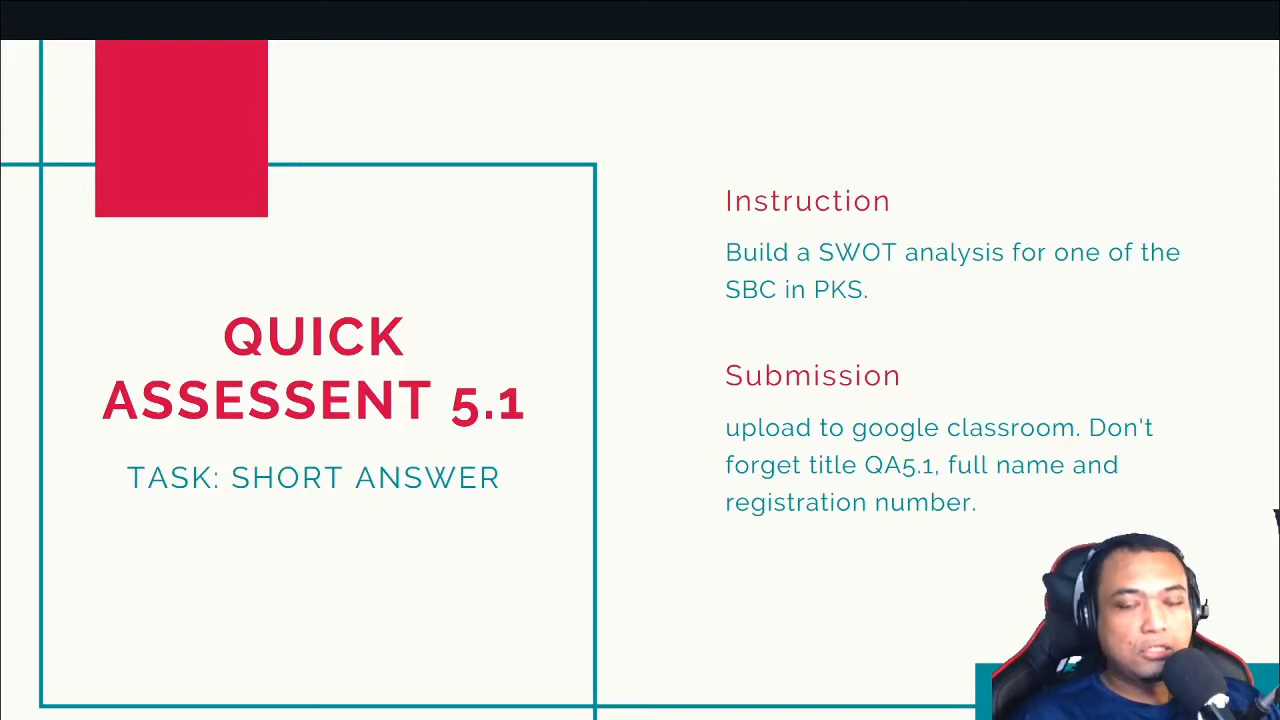 QUICK
ASSESSENT 5.1
TASK: SHORT ANSWER
Instruction
Build a SWOT analysis for one of the
SBC in PKS.
Submission
upload to google classroom. Don't
forget title QA5.1, full name and
registration number.